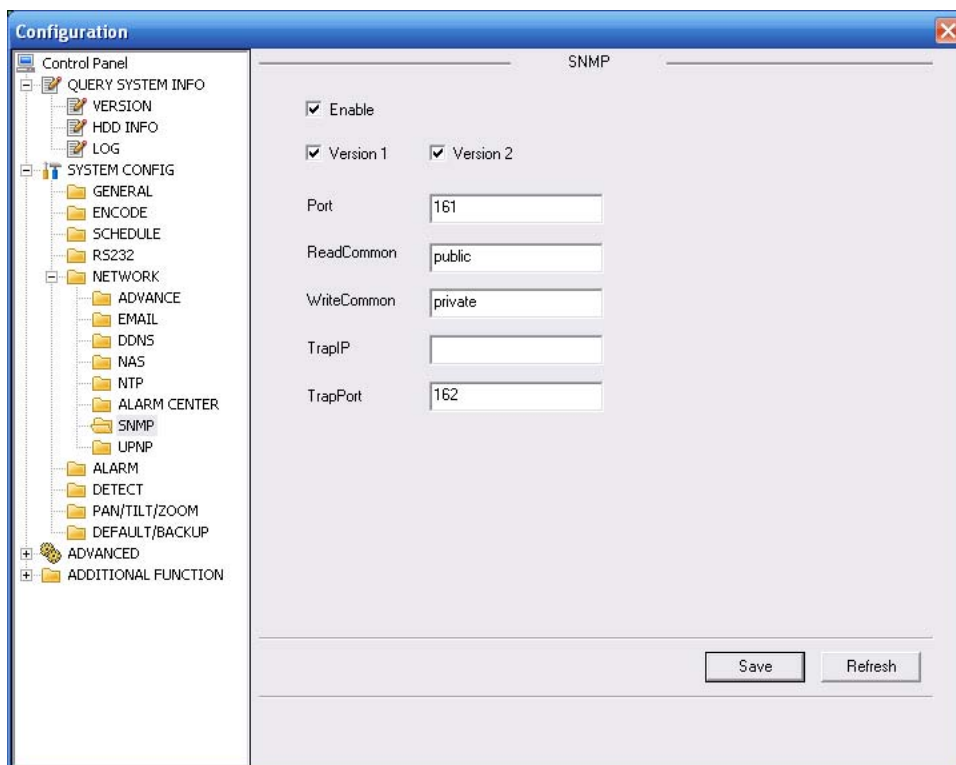 Configuration
Control Panel
QUERY SYSTEM INFO
VERSION
HDD INFO
LOG
SYSTEM CONFIG
GENERAL
ENCODE
SCHEDULE
RS232
NETWORK
ADVANCE
EMAIL
DDNS
NAS
NTP
ALARM CENTER
SNMP
UPNP
ALARM
DETECT
PAN/TILT/ZOOM
DEFAULT/BACKUP
ADVANCED
ADDITIONAL FUNCTION
SNMP
Enable
Version 1 Version 2
Port 161
ReadCommon public
WriteCommon private
TrapIP
TrapPort 162
Save Refresh